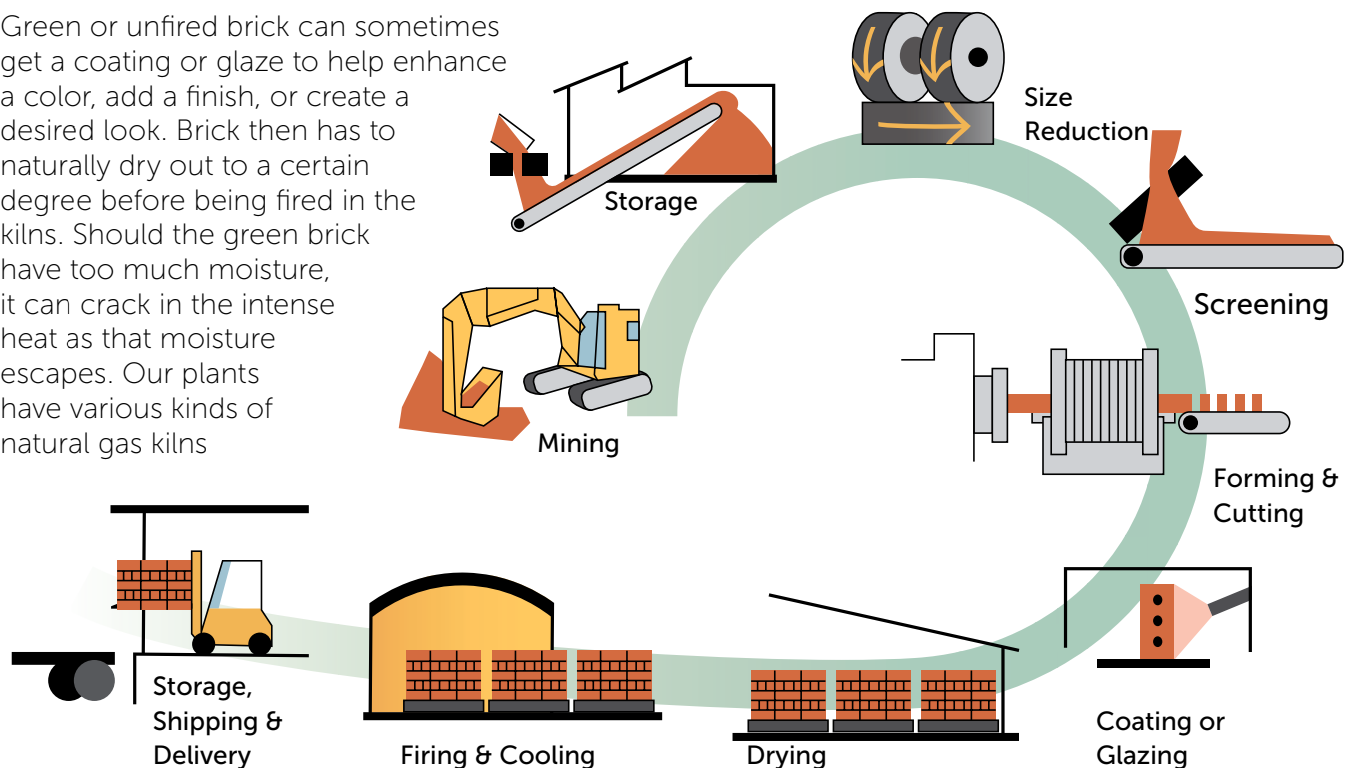 Green or unfired brick can sometimes
get a coating or glaze to help enhance
a color, add a finish, or create a
desired look. Brick then has to
naturally dry out to a certain
degree before being fired in the
kilns. Should the green brick
have too much moisture,
it can crack in the intense
heat as that moisture
escapes. Our plants
have various kinds of
natural gas kilns
Mining
Storage
Size
Reduction
Screening
Forming &
Cutting
Coating or
Glazing
Drying
Firing & Cooling
Storage,
Shipping &
Delivery